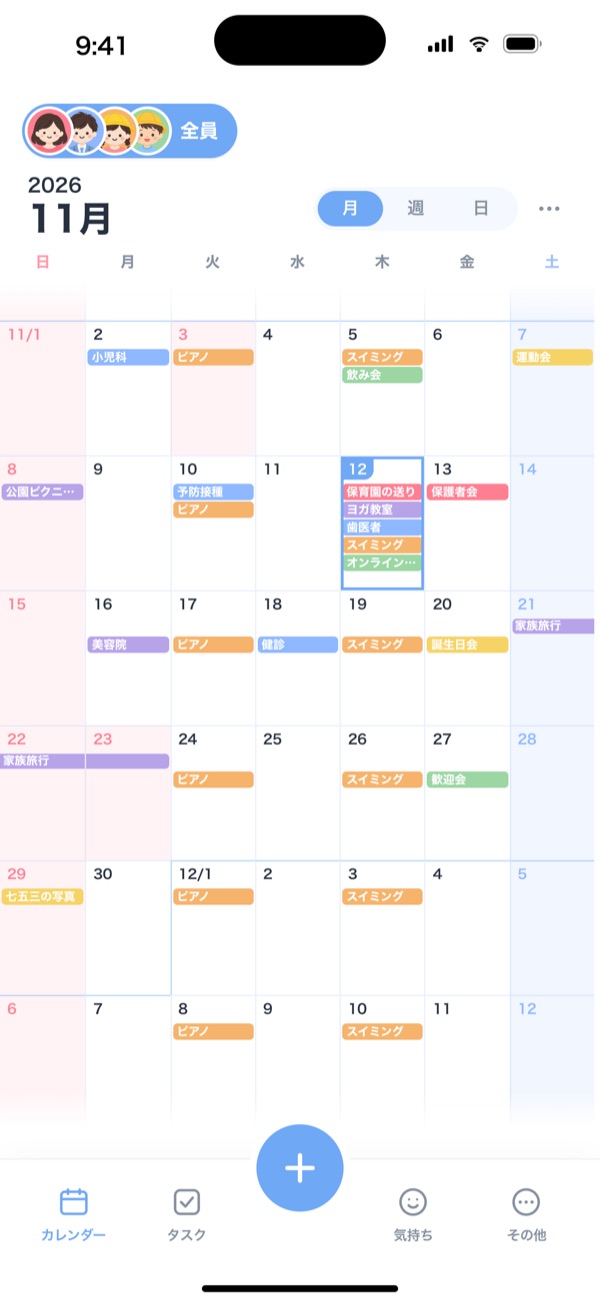 9:41
全員
2026
11月
月 週 日 •••
日 月 火 水 木 金 土
11/1 2 3 4 5 6 7
小児科 ピアノ スイミング 運動会
飲み会
8 9 10 11 12 13 14
公園ピクニ… 予防接種 保育園の送り 保護者会
ピアノ ヨガ教室
歯医者
スイミング
オンライン…
15 16 17 18 19 20 21
家族旅行
美容院 ピアノ 健診 スイミング 誕生日会
22 23 24 25 26 27 28
家族旅行
ピアノ スイミング 歓迎会
29 30 12/1 2 3 4 5
七五三の写真 ピアノ スイミング
6 7 8 9 10 11 12
ピアノ スイミング
カレンダー タスク 気持ち その他